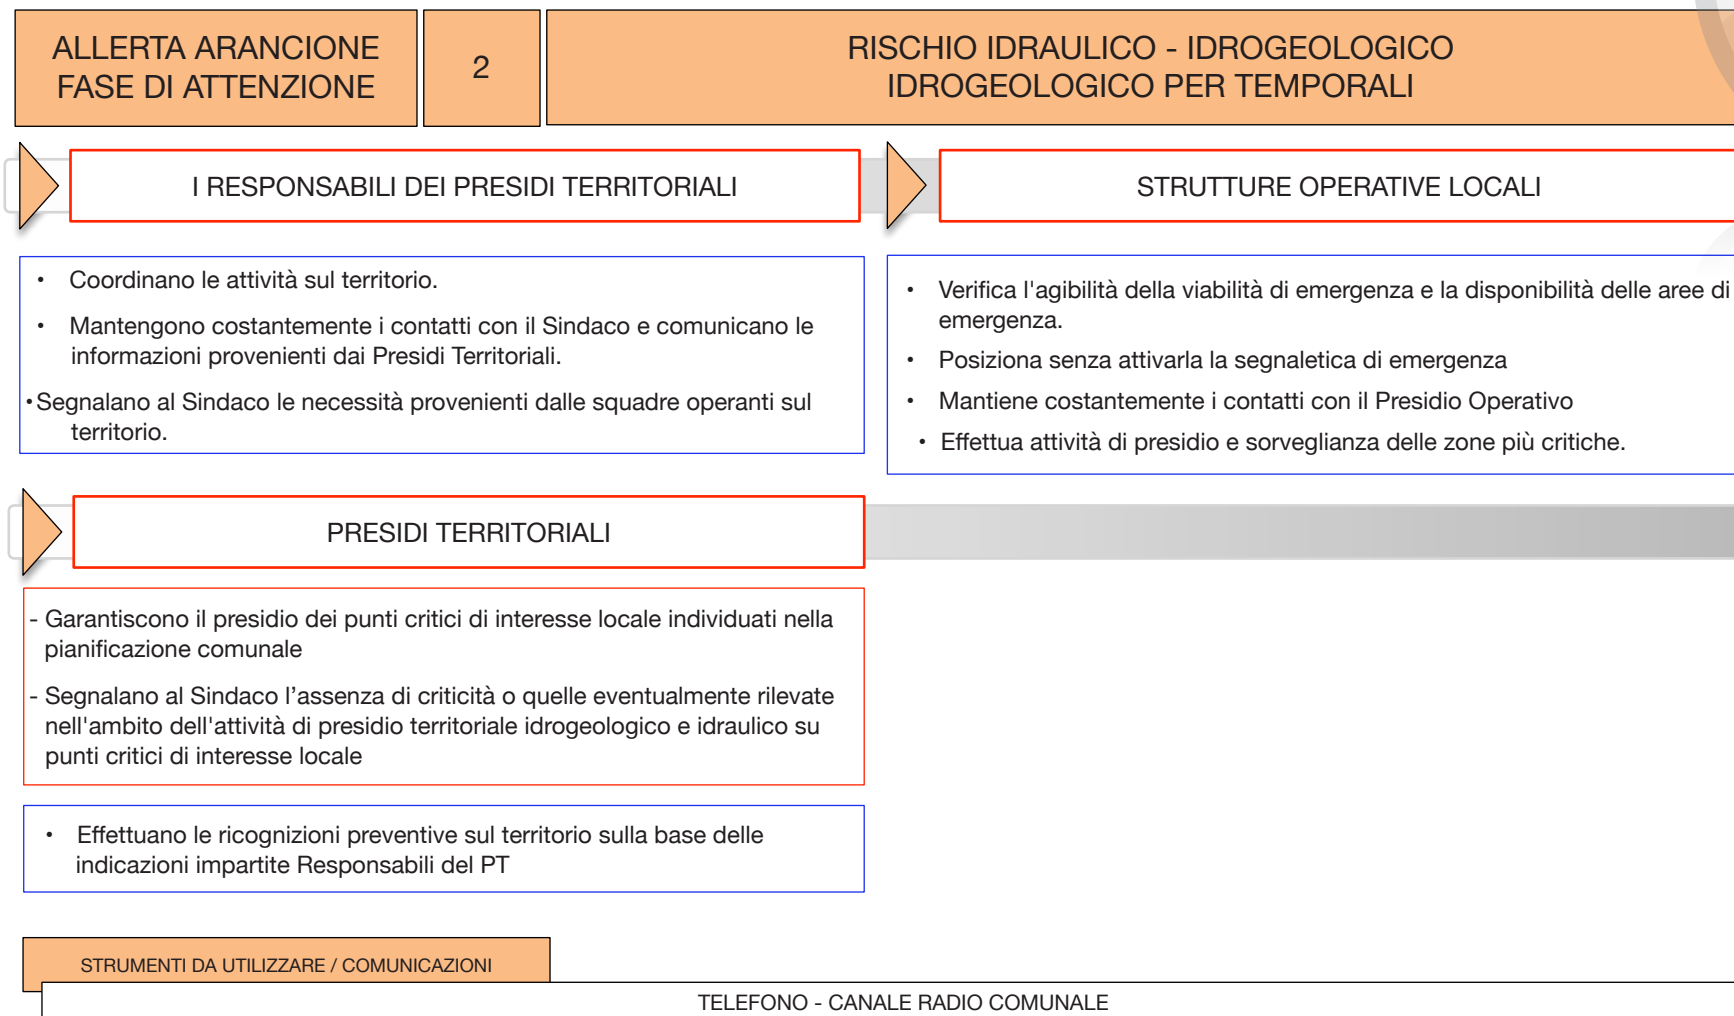 ALLERTA ARANCIONE
FASE DI ATTENZIONE
2
RISCHIO IDRAULICO - IDROGEOLOGICO
IDROGEOLOGICO PER TEMPORALI
I RESPONSABILI DEI PRESIDI TERRITORIALI
• Coordinano le attività sul territorio.
• Mantengono costantemente i contatti con il Sindaco e comunicano le
informazioni provenienti dai Presidi Territoriali.
• Segnalano al Sindaco le necessità provenienti dalle squadre operanti sul
territorio.
STRUTTURE OPERATIVE LOCALI
• Verifica l'agibilità della viabilità di emergenza e la disponibilità delle aree di
emergenza.
• Posiziona senza attivarla la segnaletica di emergenza
• Mantiene costantemente i contatti con il Presidio Operativo
• Effettua attività di presidio e sorveglianza delle zone più critiche.
PRESIDI TERRITORIALI
- Garantiscono il presidio dei punti critici di interesse locale individuati nella
pianificazione comunale
- Segnalano al Sindaco l’assenza di criticità o quelle eventualmente rilevate
nell'ambito dell'attività di presidio territoriale idrogeologico e idraulico su
punti critici di interesse locale
• Effettuano le ricognizioni preventive sul territorio sulla base delle
indicazioni impartite Responsabili del PT
STRUMENTI DA UTILIZZARE / COMUNICAZIONI
TELEFONO - CANALE RADIO COMUNALE